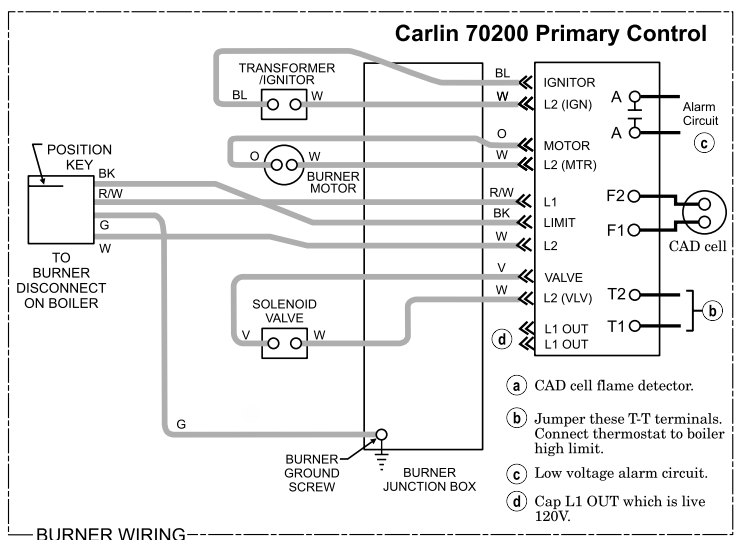 Carlin 70200 Primary Control
TRANSFORMER
/IGNITOR
BL
W
BL
W
IGNITOR
L2 (IGN)
A
A
Alarm
Circuit
c
O
W
BURNER
MOTOR
O
W
MOTOR
L2 (MTR)
POSITION
KEY
BK
R/W
G
W
TO
BURNER
DISCONNECT
ON BOILER
R/W
BK
W
L1
LIMIT
L2
F2
F1
CAD cell
V
W
VALVE
L2 (VLV)
L1 OUT
L1 OUT
d
T2
T1
b
SOLENOID
VALVE
V
W
G
BURNER
GROUND
SCREW
BURNER
JUNCTION BOX
a CAD cell flame detector.
b Jumper these T-T terminals.
Connect thermostat to boiler
high limit.
c Low voltage alarm circuit.
d Cap L1 OUT which is live
120V.
BURNER WIRING